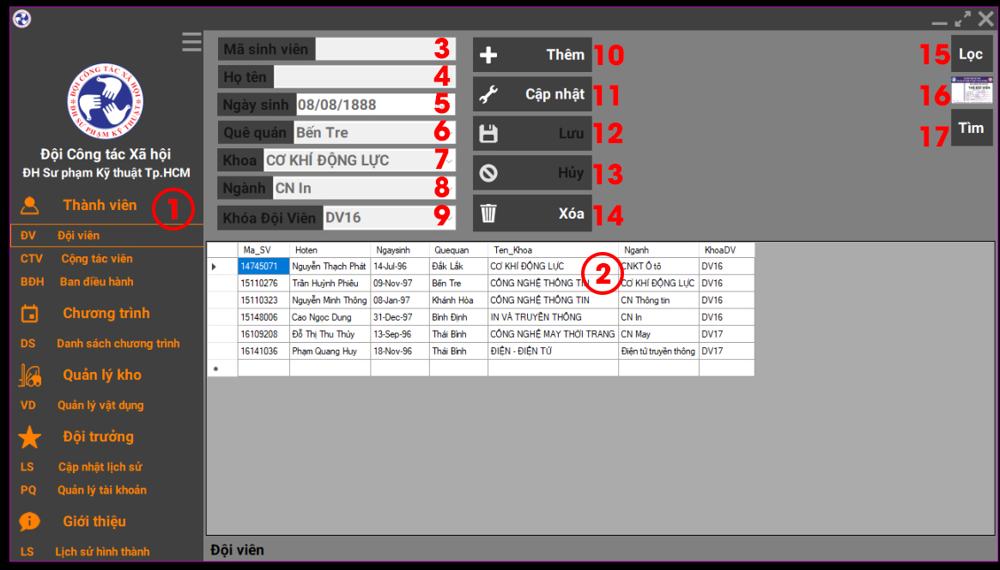 ĐỘI CÔNG TÁC XÃ HỘI
ĐH SƯ PHẠM KỸ THUẬT
Đội Công tác Xã hội
ĐH Sư phạm Kỹ thuật Tp.HCM
Thành viên 1
ĐV Đội viên
CTV Cộng tác viên
BĐH Ban điều hành
Chương trình
DS Danh sách chương trình
Quản lý kho
VD Quản lý vật dụng
Đội trưởng
LS Cập nhật lịch sử
PQ Quản lý tài khoản
Giới thiệu
LS Lịch sử hình thành
Mã sinh viên 3
Họ tên 4
Ngày sinh 08/08/1888 5
Quê quán Bến Tre 6
Khoa CƠ KHÍ ĐỘNG LỰC 7
Ngành CN In 8
Khóa Đội Viên DV16 9
Thêm 10
Cập nhật 11
Lưu 12
Hủy 13
Xóa 14
15 Lọc
16
17 Tìm
Ma_SV Hoten Ngaysinh Quequan Ten_Khoa Nganh KhoaDV
14745071 Nguyễn Thạch Phát 14-Jul-96 Đắk Lắk CƠ KHÍ ĐỘNG LỰC CNKT Ô tô DV16
2
15110276 Trần Huỳnh Phiêu 09-Nov-97 Bến Tre CÔNG NGHỆ THÔNG TIN CƠ KHÍ ĐỘNG LỰC DV16
15110323 Nguyễn Minh Thông 08-Jan-97 Khánh Hòa CÔNG NGHỆ THÔNG TIN CN Thông tin DV16
15148006 Cao Ngọc Dung 31-Dec-97 Bình Định IN VÀ TRUYỀN THÔNG CN In DV16
16109208 Đỗ Thị Thu Thủy 13-Sep-96 Thái Bình CÔNG NGHỆ MAY THỜI TRANG CN May DV17
16141036 Phạm Quang Huy 18-Nov-96 Thái Bình ĐIỆN - ĐIỆN TỬ Điện tử truyền thông DV17
Đội viên